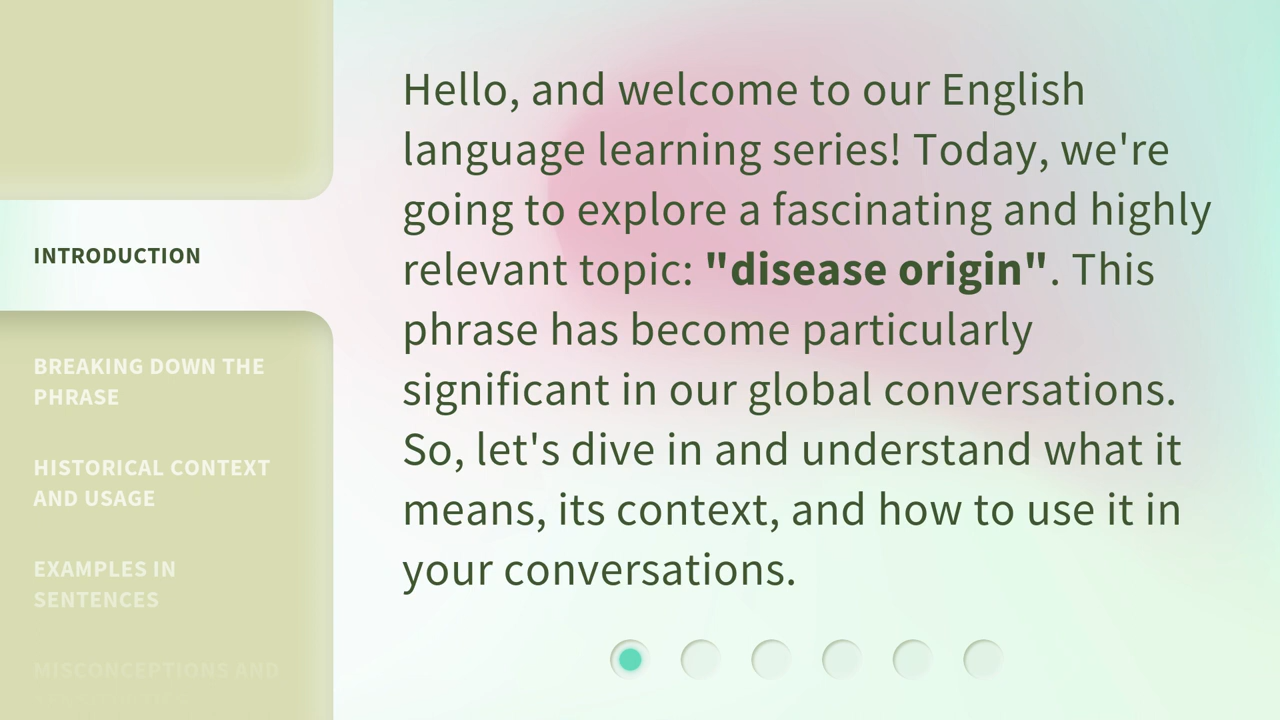 INTRODUCTION
BREAKING DOWN THE
PHRASE
HISTORICAL CONTEXT
AND USAGE
EXAMPLES IN
SENTENCES
MISCONCEPTIONS AND
Hello, and welcome to our English
language learning series! Today, we're
going to explore a fascinating and highly
relevant topic: "disease origin". This
phrase has become particularly
significant in our global conversations.
So, let's dive in and understand what it
means, its context, and how to use it in
your conversations.